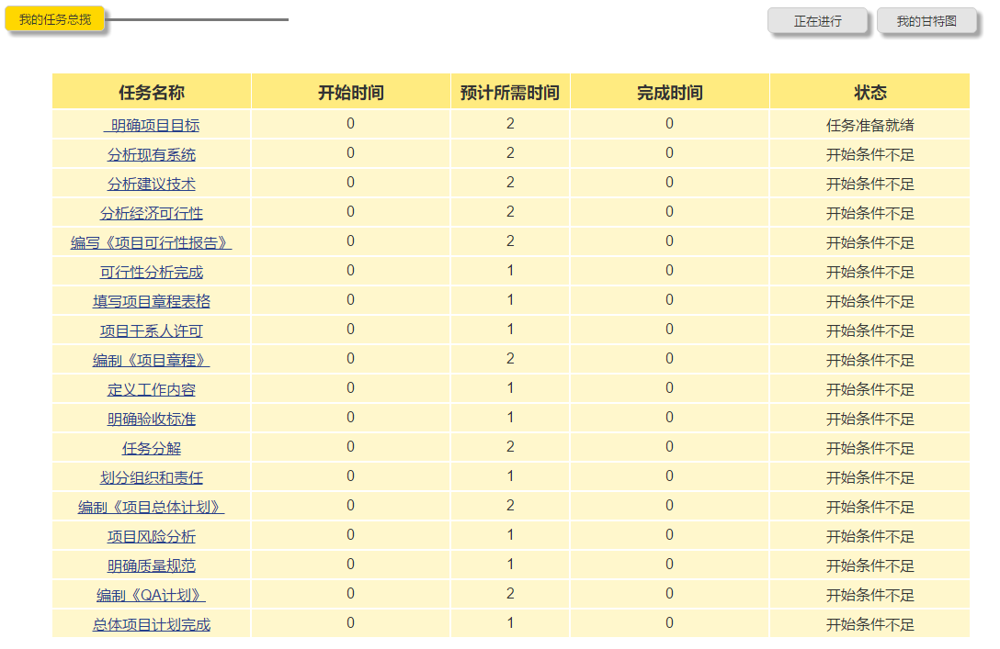 我的任务总揽 正在进行 我的甘特图
任务名称 开始时间 预计所需时间 完成时间 状态
明确项目目标 0 2 0 任务准备就绪
分析现有系统 0 2 0 开始条件不足
分析建议技术 0 2 0 开始条件不足
分析经济可行性 0 2 0 开始条件不足
编写《项目可行性报告》 0 2 0 开始条件不足
可行性分析完成 0 1 0 开始条件不足
填写项目章程表格 0 1 0 开始条件不足
项目干系人许可 0 1 0 开始条件不足
编制《项目章程》 0 2 0 开始条件不足
定义工作内容 0 1 0 开始条件不足
明确验收标准 0 1 0 开始条件不足
任务分解 0 2 0 开始条件不足
划分组织和责任 0 1 0 开始条件不足
编制《项目总体计划》 0 2 0 开始条件不足
项目风险分析 0 1 0 开始条件不足
明确质量规范 0 1 0 开始条件不足
编制《QA计划》 0 2 0 开始条件不足
总体项目计划完成 0 1 0 开始条件不足